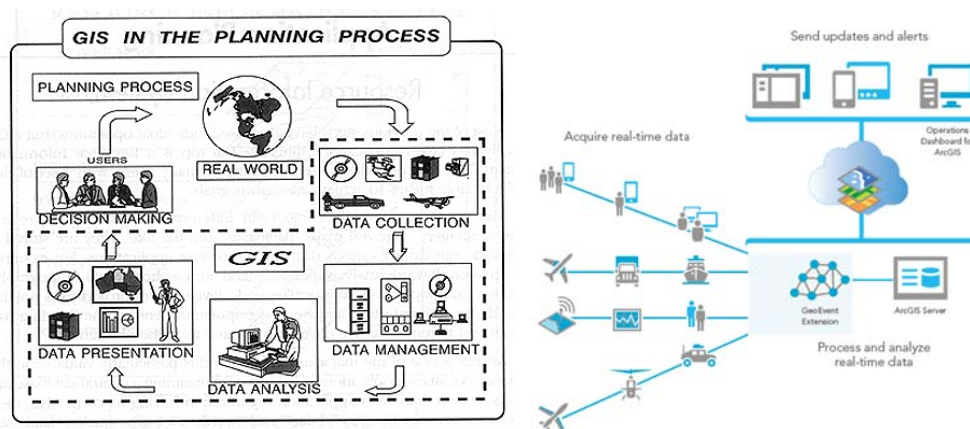 GIS IN THE PLANNING PROCESS
PLANNING PROCESS
USERS
REAL WORLD
DECISION MAKING
DATA COLLECTION
GIS
DATA PRESENTATION
DATA MANAGEMENT
DATA ANALYSIS
Send updates and alerts
Operations
Dashboard for
ArcGIS
Acquire real-time data
GeoEvent
Extension
ArcGIS Server
Process and analyze
real-time data